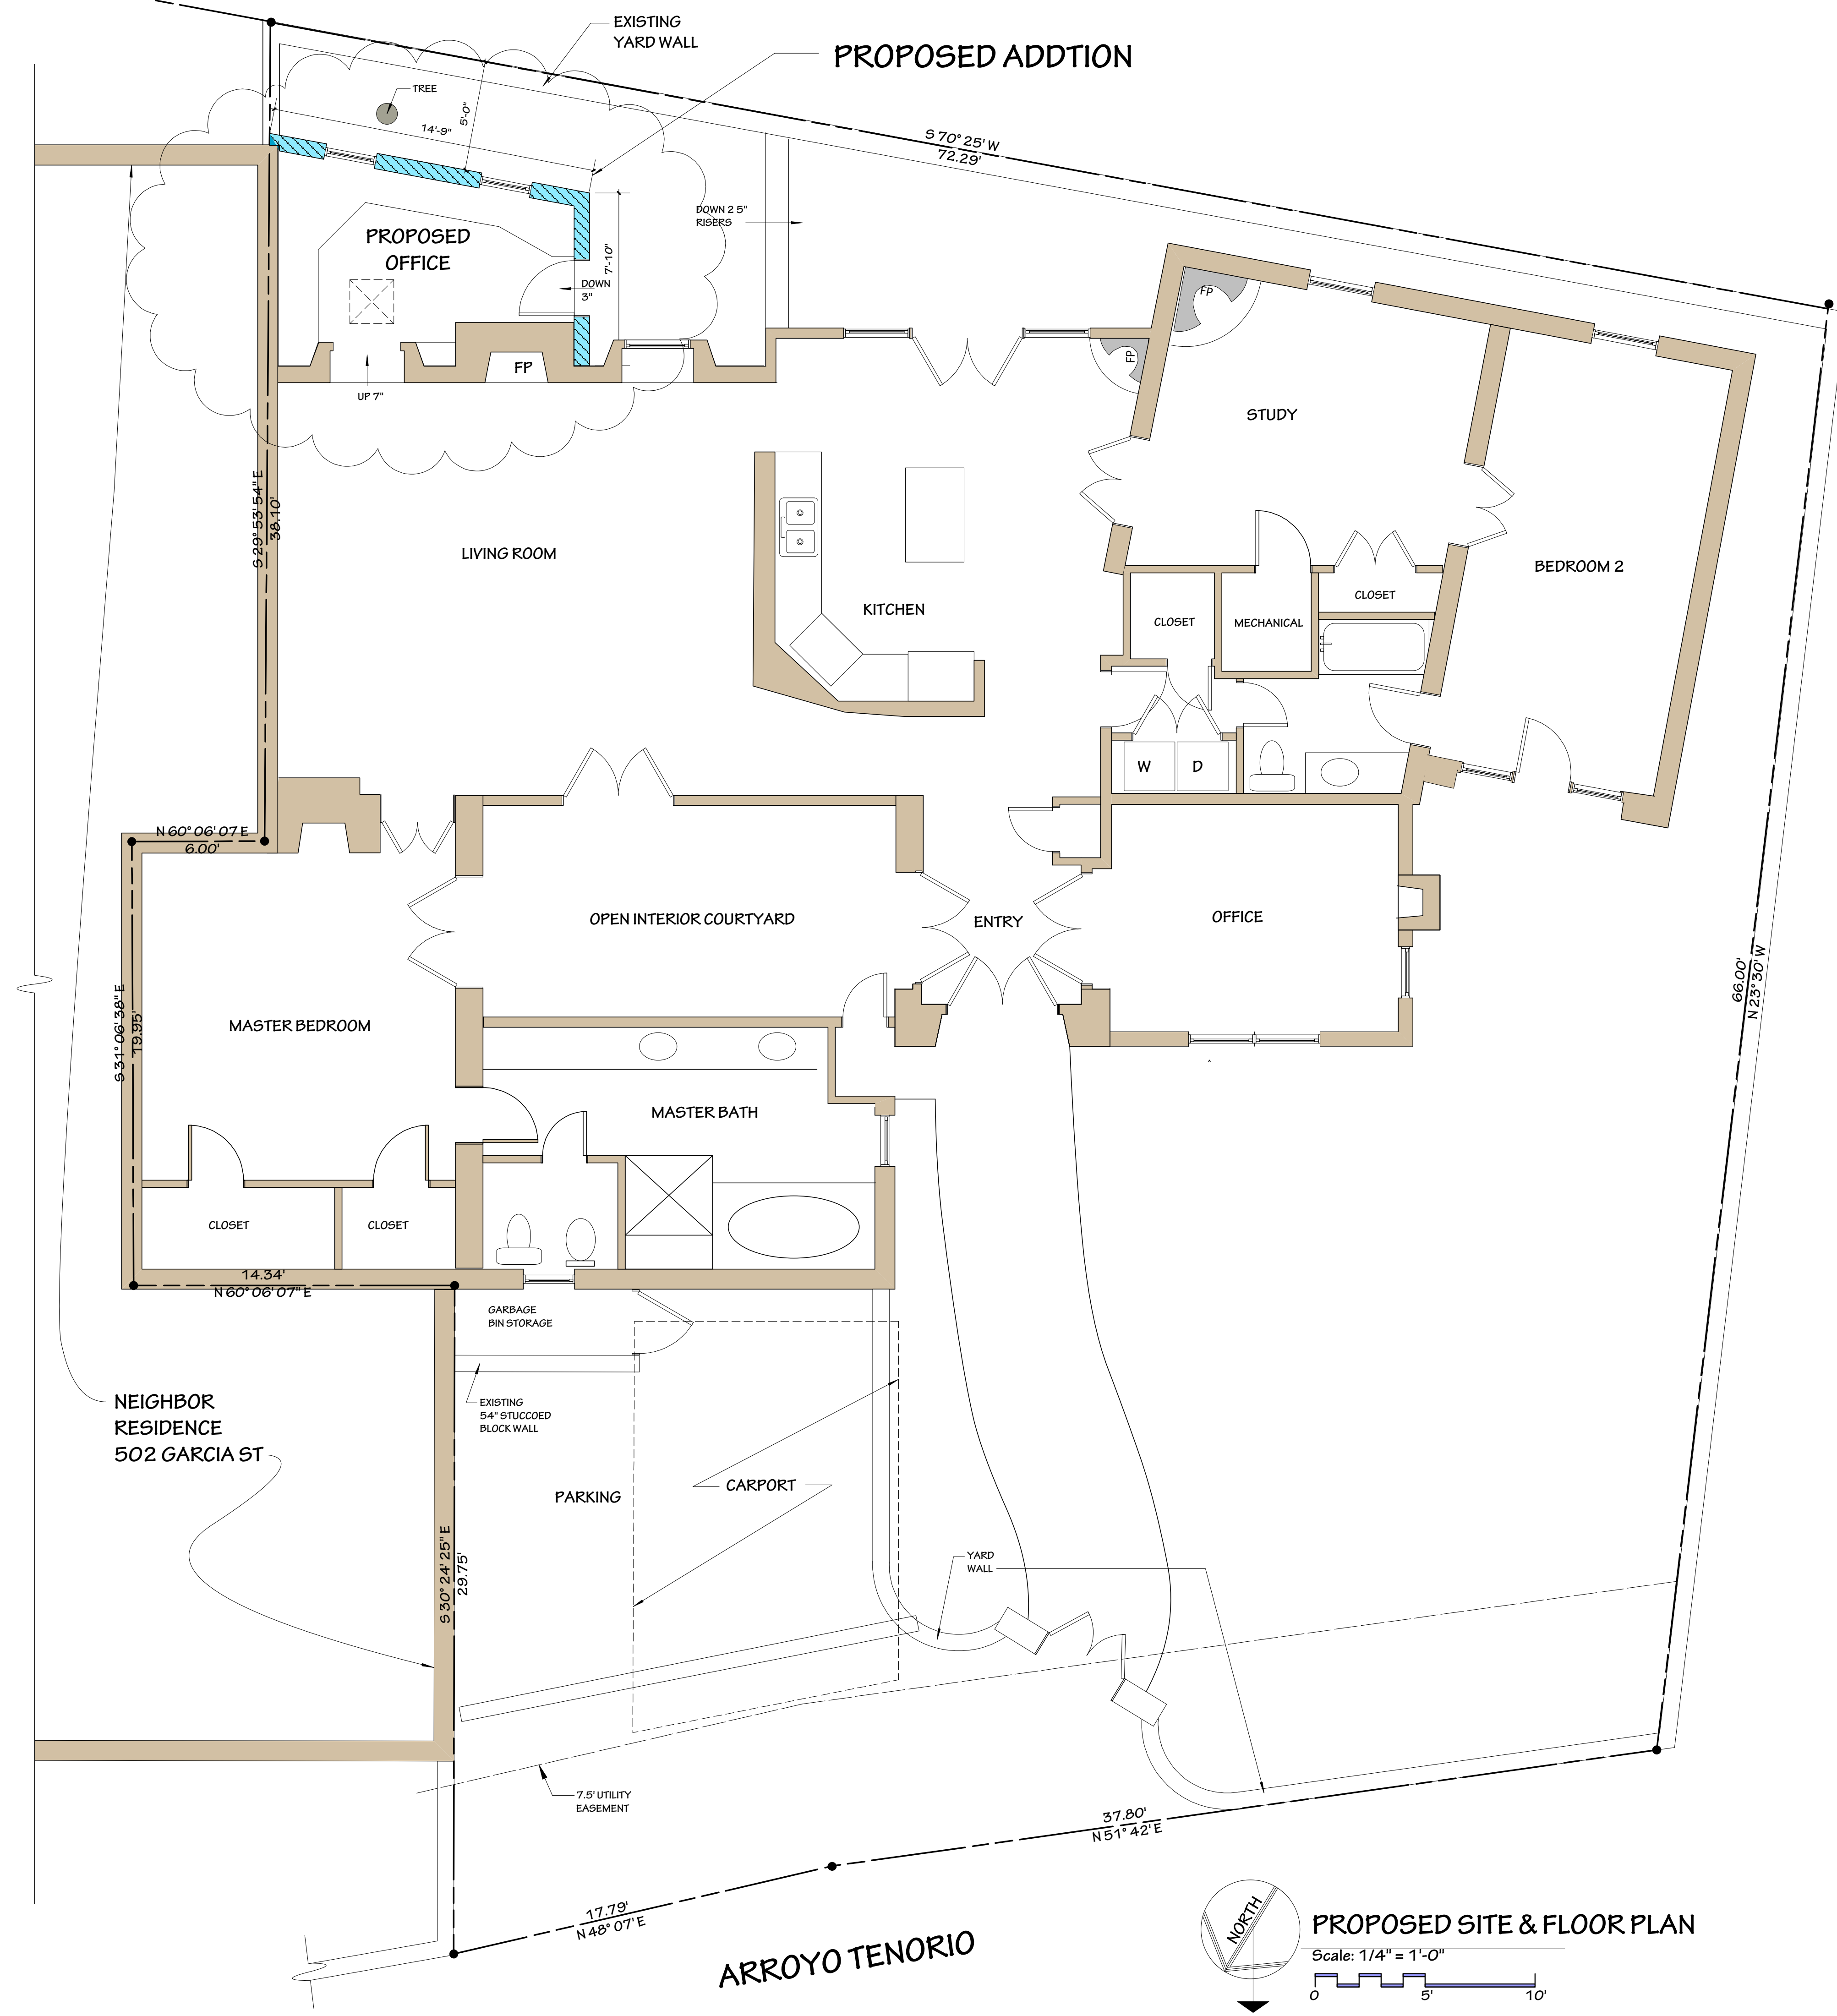 EXISTING
YARD WALL
PROPOSED ADDTION
TREE
5'-0"
14'-9"
S 70° 25' W
72.29'
DOWN 2 5"
RISERS
PROPOSED
OFFICE
7'-10"
DOWN
3"
FP
FP
FP
UP 7"
STUDY
S 29° 53' 54" E
38.10'
LIVING ROOM
BEDROOM 2
KITCHEN
CLOSET
CLOSET
MECHANICAL
W
D
N 60° 06' 07 E
6.00'
OPEN INTERIOR COURTYARD
ENTRY
OFFICE
66.00'
N 23° 30' W
S 31° 06' 38" E
19.95'
MASTER BEDROOM
MASTER BATH
CLOSET
CLOSET
14.34'
N 60° 06' 07" E
GARBAGE
BIN STORAGE
NEIGHBOR
RESIDENCE
502 GARCIA ST
EXISTING
54" STUCCOED
BLOCK WALL
CARPORT
PARKING
S 30° 24' 25" E
29.75'
YARD
WALL
7.5' UTILITY
EASEMENT
37.80'
N 51° 42' E
17.79'
N 48° 07' E
ARROYO TENORIO
NORTH
PROPOSED SITE & FLOOR PLAN
Scale: 1/4" = 1'-0"
0 5' 10'